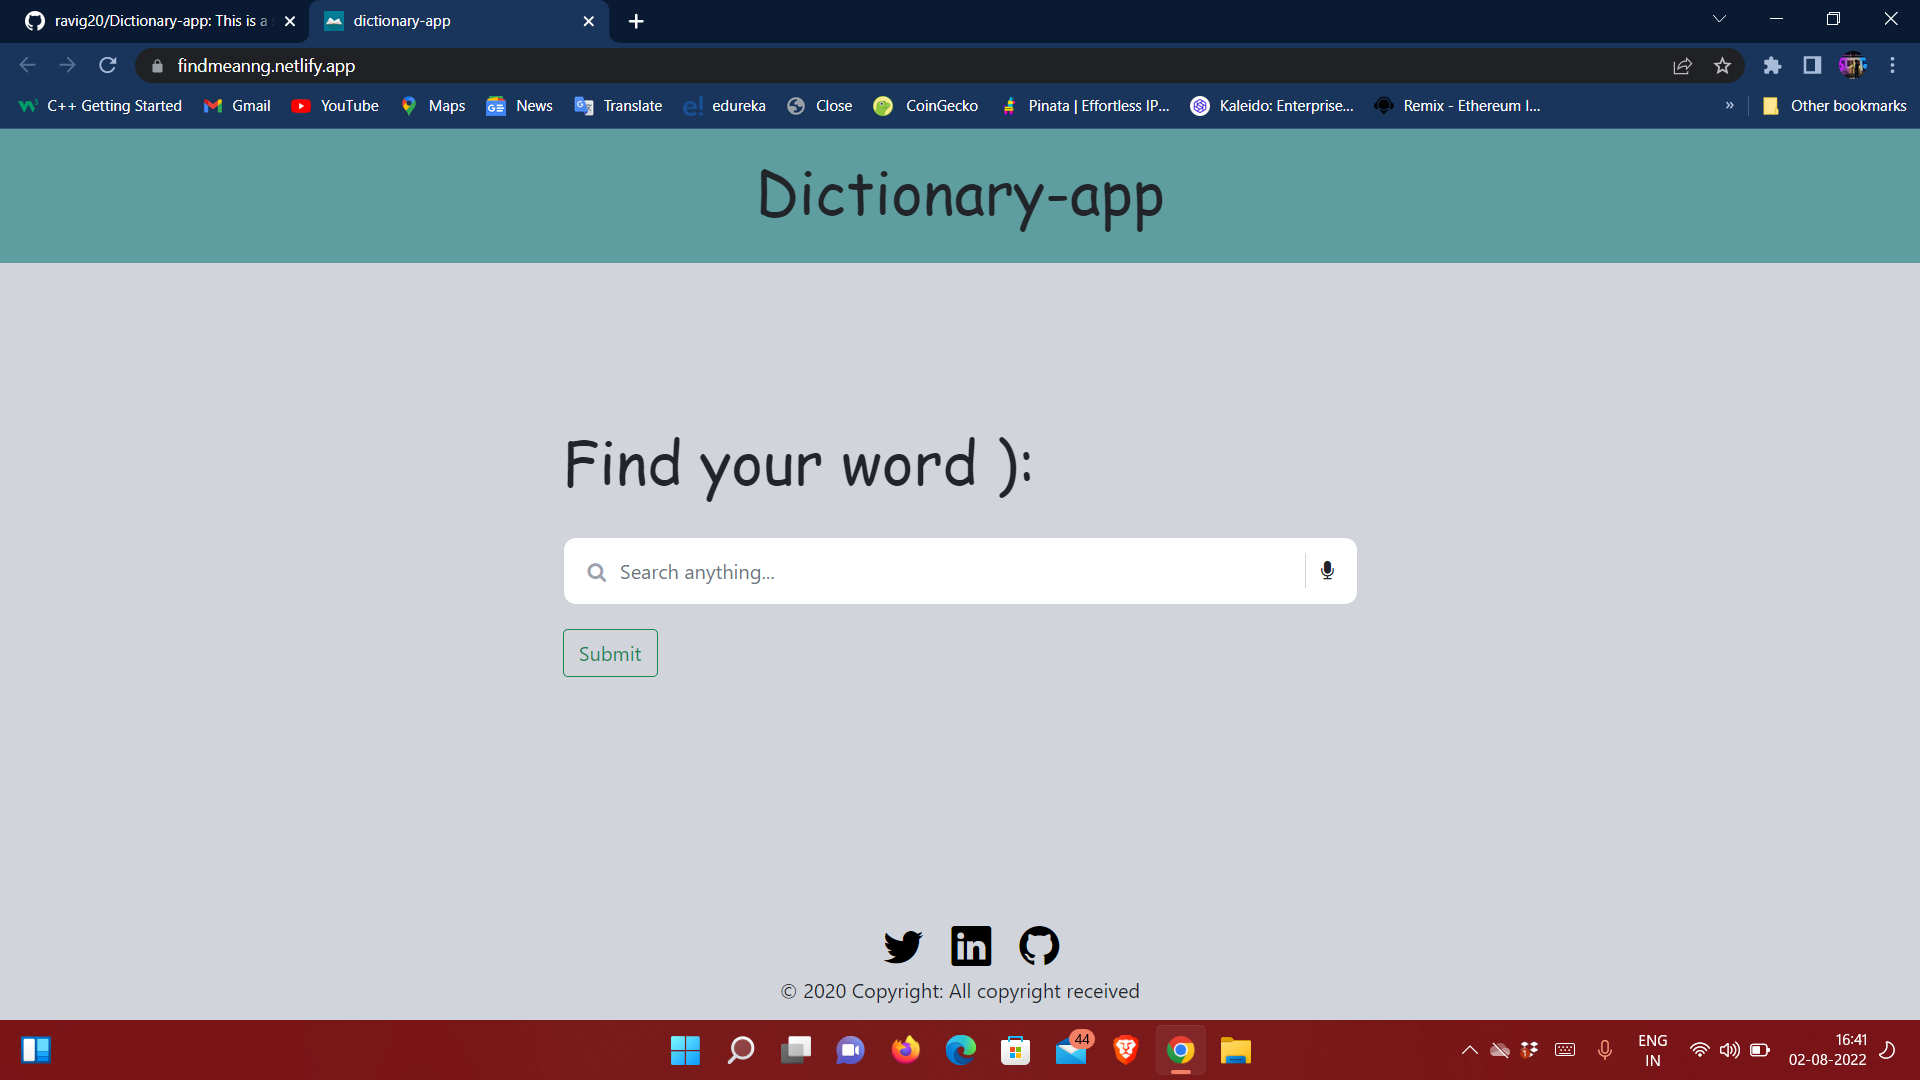 ravig20/Dictionary-app: This is a
dictionary-app
findmeanng.netlify.app
C++ Getting Started
Gmail
YouTube
Maps
News
Translate
edureka
Close
CoinGecko
Pinata | Effortless IP...
Kaleido: Enterprise...
Remix - Ethereum I...
»
Other bookmarks
Dictionary-app
Find your word ):
Search anything...
Submit
© 2020 Copyright: All copyright received
44
ENG
IN
16:41
02-08-2022